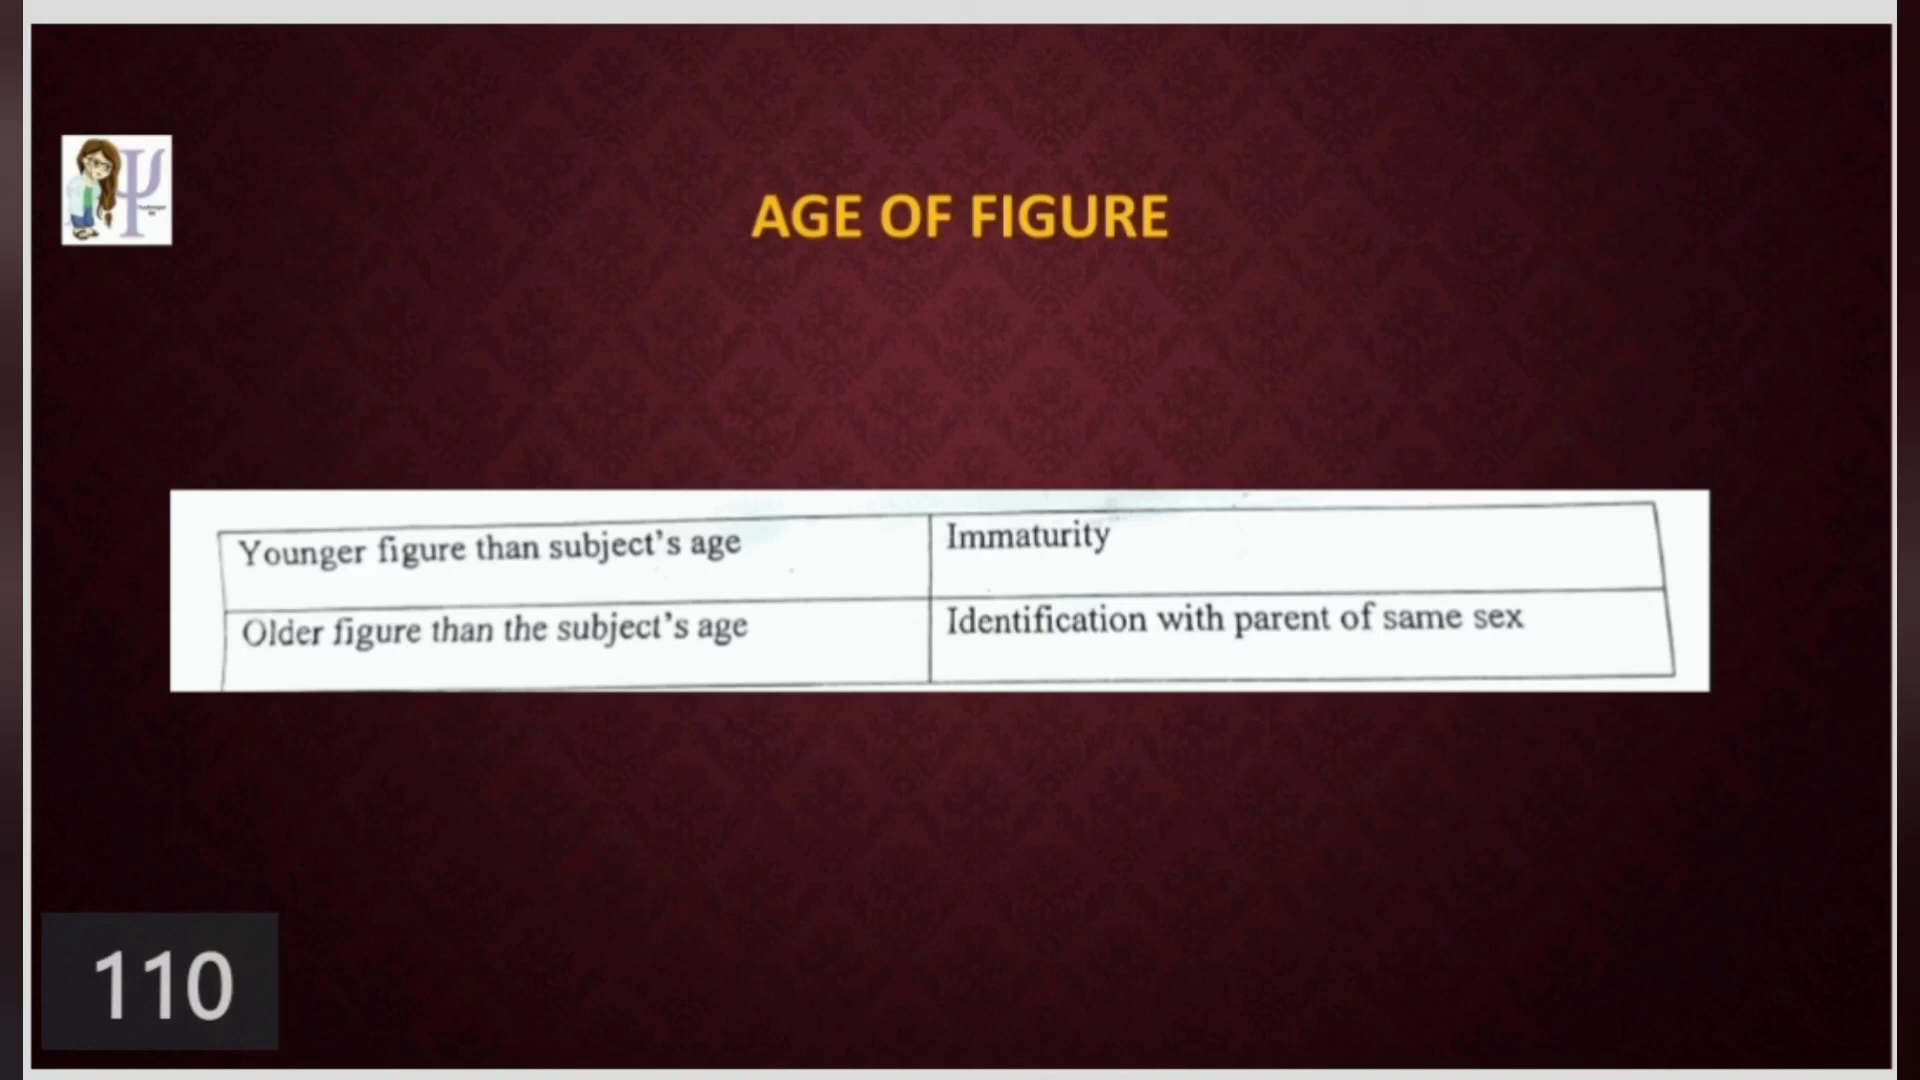 AGE OF FIGURE
Younger figure than subject's age
Immaturity
Older figure than the subject's age
Identification with parent of same sex
110